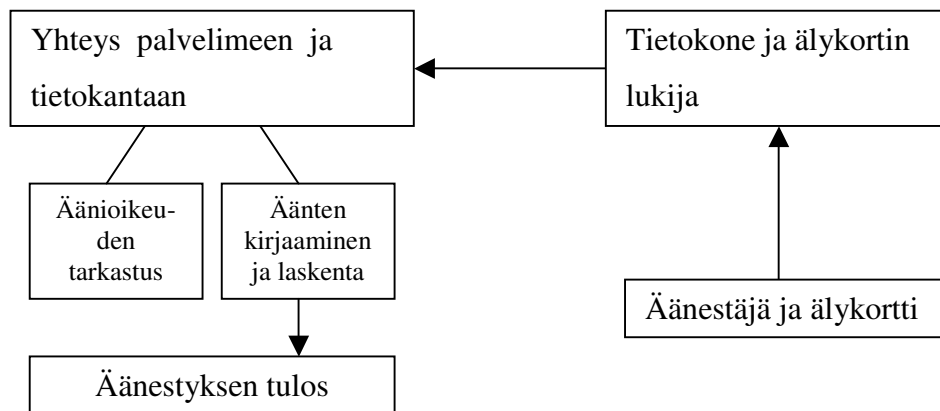 Yhteys palvelimeen ja
tietokantaan
Tietokone ja älykortin
lukija
Äänioikeu-
den
tarkastus
Äänten
kirjaaminen
ja laskenta
Äänestäjä ja älykortti
Äänestyksen tulos